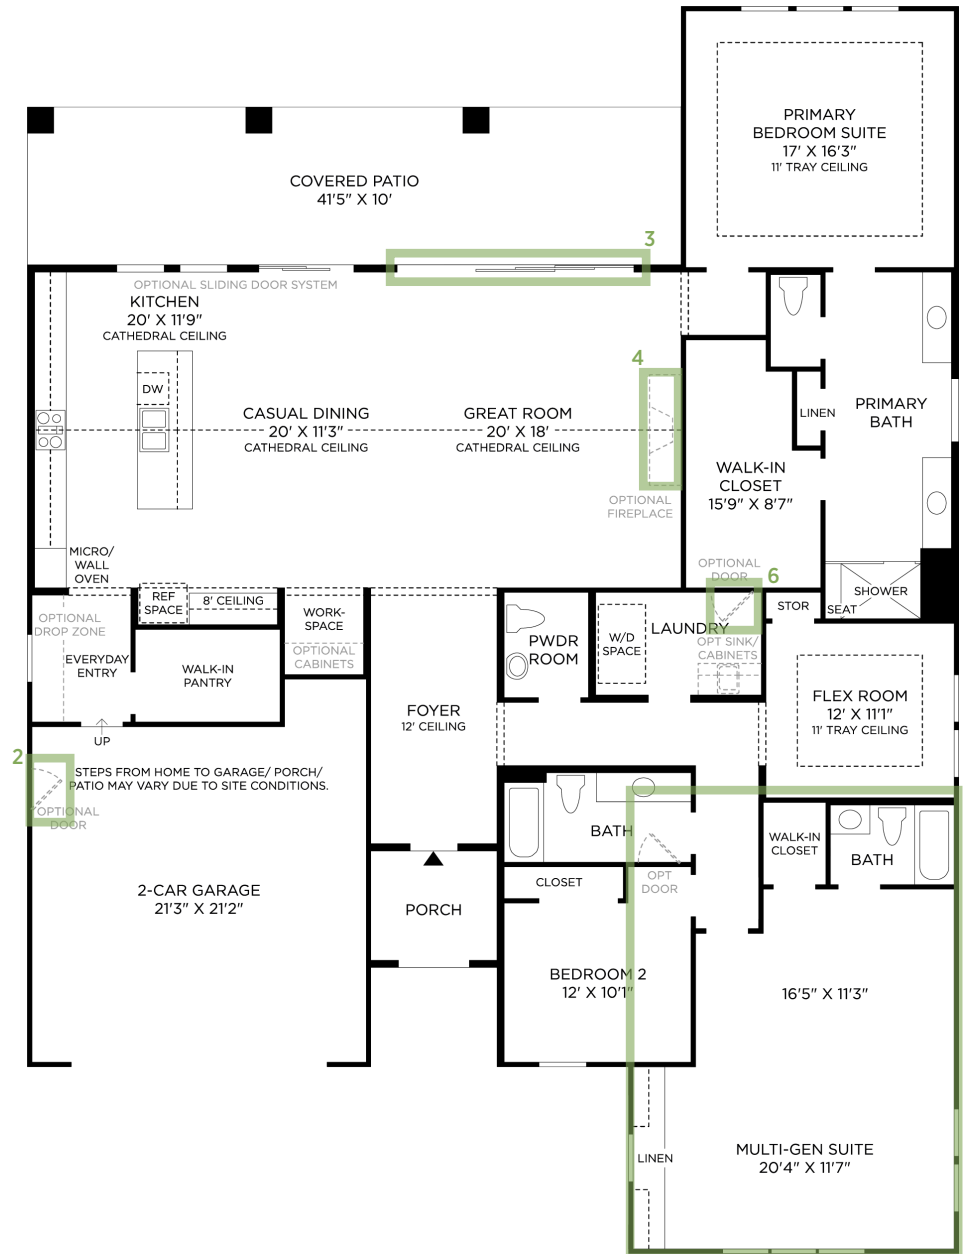 PRIMARY
BEDROOM SUITE
17' X 16'3"
11' TRAY CEILING
COVERED PATIO
41'5" X 10'
3
OPTIONAL SLIDING DOOR SYSTEM
KITCHEN
20' X 11'9"
CATHEDRAL CEILING
4
DW
CASUAL DINING
20' X 11'3"
CATHEDRAL CEILING
GREAT ROOM
20' X 18'
CATHEDRAL CEILING
LINEN
PRIMARY
BATH
WALK-IN
CLOSET
15'9" X 8'7"
OPTIONAL
FIREPLACE
MICRO/
WALL
OVEN
OPTIONAL
DOOR
6
REF
SPACE
8' CEILING
WORK-
SPACE
OPTIONAL
CABINETS
STOR
SEAT
SHOWER
OPTIONAL
DROP ZONE
EVERYDAY
ENTRY
WALK-IN
PANTRY
PWDR
ROOM
W/D
SPACE
LAUNDRY
OPT SINK/
CABINETS
FLEX ROOM
12' X 11'1"
11' TRAY CEILING
FOYER
12' CEILING
UP
2
STEPS FROM HOME TO GARAGE/ PORCH/
PATIO MAY VARY DUE TO SITE CONDITIONS.
OPTIONAL
DOOR
BATH
WALK-IN
CLOSET
BATH
OPT
DOOR
CLOSET
2-CAR GARAGE
21'3" X 21'2"
PORCH
BEDROOM 2
12' X 10'1"
16'5" X 11'3"
LINEN
MULTI-GEN SUITE
20'4" X 11'7"